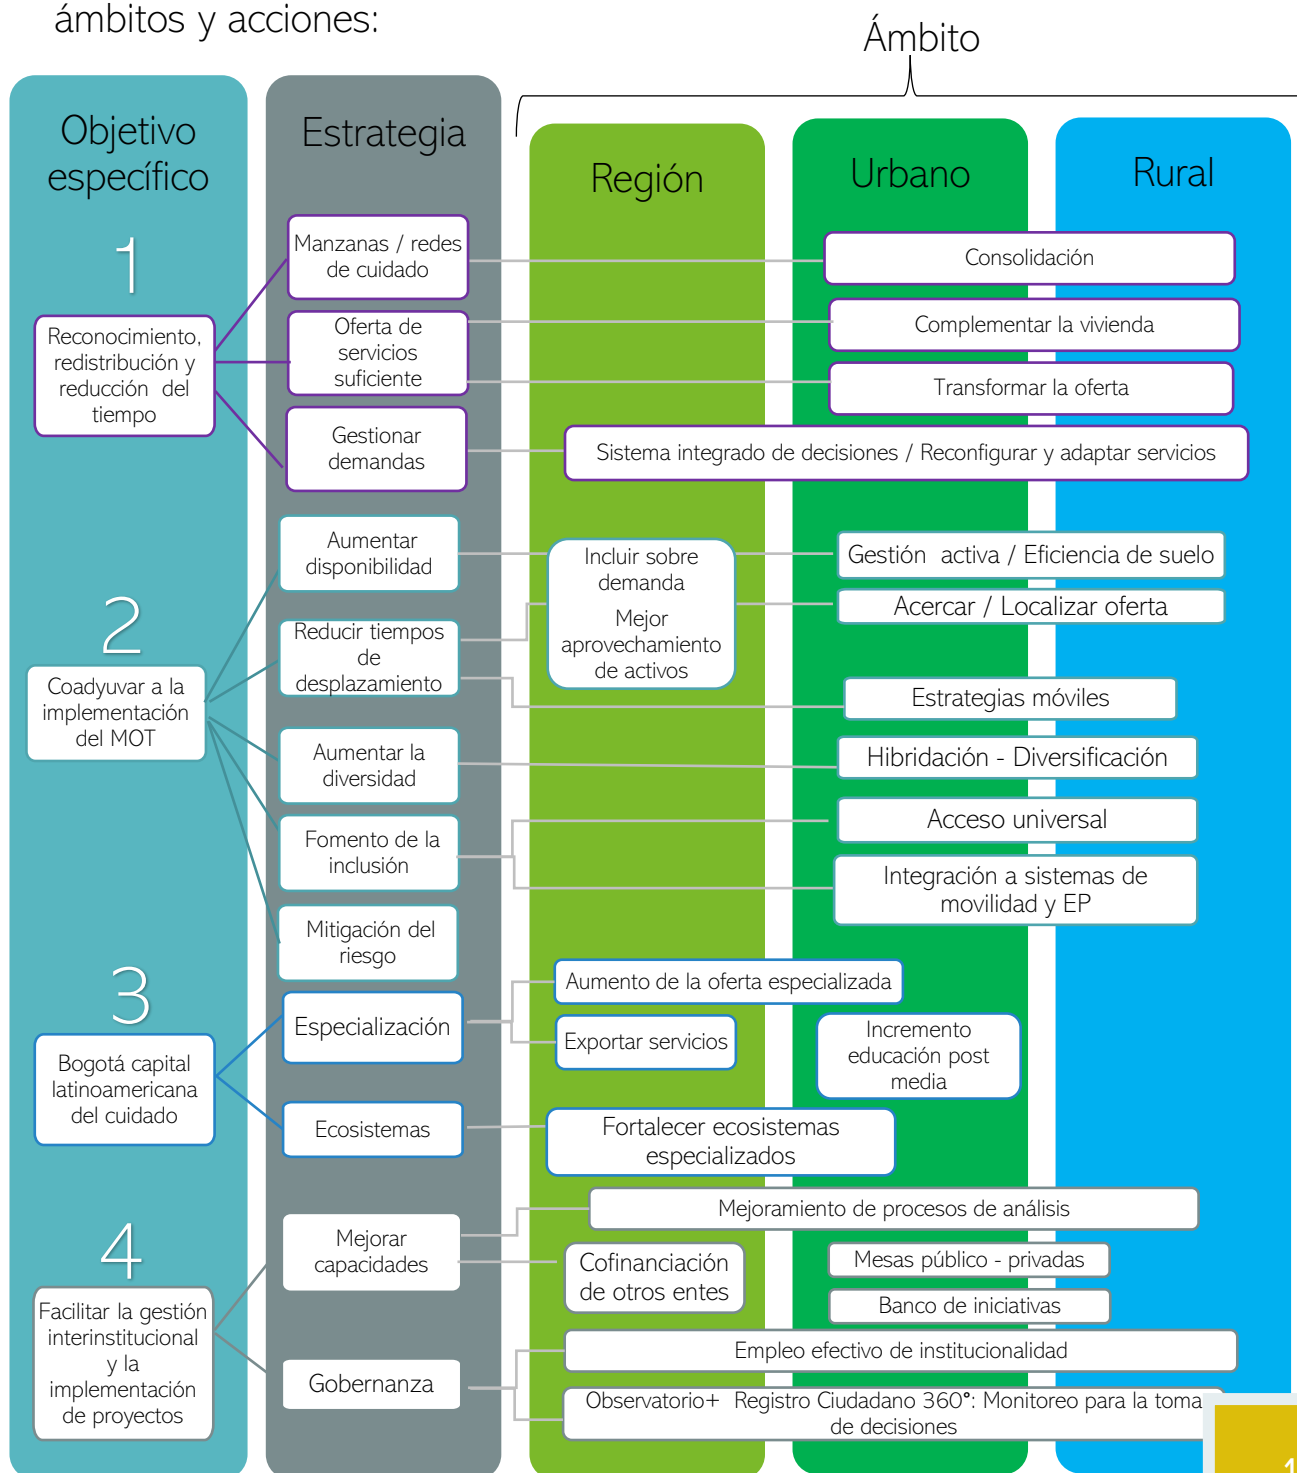 ámbitos y acciones:
Ámbito
Objetivo
específico
Estrategia
Región
Urbano
Rural
1
Reconocimiento,
redistribución y
reducción del
tiempo
Manzanas / redes
de cuidado
Consolidación
Oferta de
servicios
suficiente
Complementar la vivienda
Transformar la oferta
Gestionar
demandas
Sistema integrado de decisiones / Reconfigurar y adaptar servicios
2
Coadyuvar a la
implementación
del MOT
Aumentar
disponibilidad
Incluir sobre
demanda
Mejor
aprovechamiento
de activos
Gestión activa / Eficiencia de suelo
Acercar / Localizar oferta
Reducir tiempos
de
desplazamiento
Estrategias móviles
Aumentar la
diversidad
Hibridación - Diversificación
Fomento de la
inclusión
Acceso universal
Integración a sistemas de
movilidad y EP
Mitigación del
riesgo
3
Bogotá capital
latinoamericana
del cuidado
Especialización
Aumento de la oferta especializada
Exportar servicios
Incremento
educación post
media
Ecosistemas
Fortalecer ecosistemas
especializados
4
Facilitar la gestión
interinstitucional
y la
implementación
de proyectos
Mejorar
capacidades
Mejoramiento de procesos de análisis
Cofinanciación
de otros entes
Mesas público - privadas
Banco de iniciativas
Gobernanza
Empleo efectivo de institucionalidad
Observatorio+ Registro Ciudadano 360°: Monitoreo para la toma
de decisiones